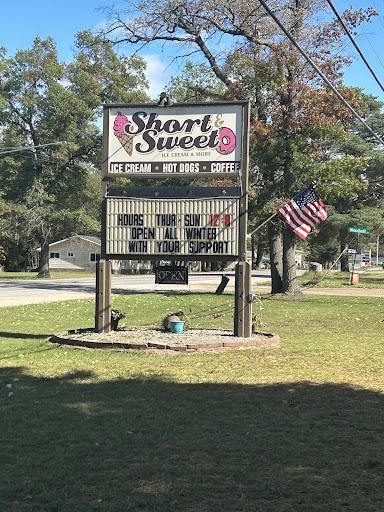 Short &
Sweet
ICE CREAM & MORE
ICE CREAM • HOT DOGS • COFFEE
HOURS THUR - SUN 12-8
OPEN ALL WINTER
WITH YOUR SUPPORT
OPEN